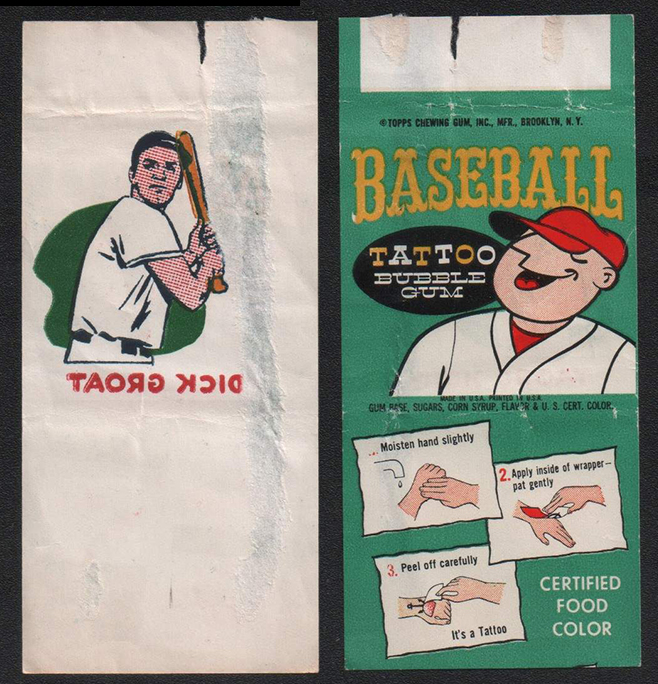 DICK GROAT
© TOPPS CHEWING GUM, INC., MFR., BROOKLYN, N. Y.
BASEBALL
TATTOO
BUBBLE
GUM
MADE IN U.S.A. PRINTED IN U.S.A.
GUM BASE, SUGARS, CORN SYRUP, FLAVOR & U. S. CERT. COLOR.
Moisten hand slightly
2. Apply inside of wrapper—
pat gently
3. Peel off carefully
It's a Tattoo
CERTIFIED
FOOD
COLOR